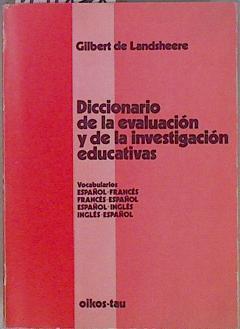 Gilbert de Landsheere
Diccionario
de la evaluación
y de la investigación
educativas
Vocabularios
ESPAÑOL-FRANCÉS
FRANCÉS-ESPAÑOL
ESPAÑOL-INGLÉS
INGLÉS-ESPAÑOL
oikos-tau